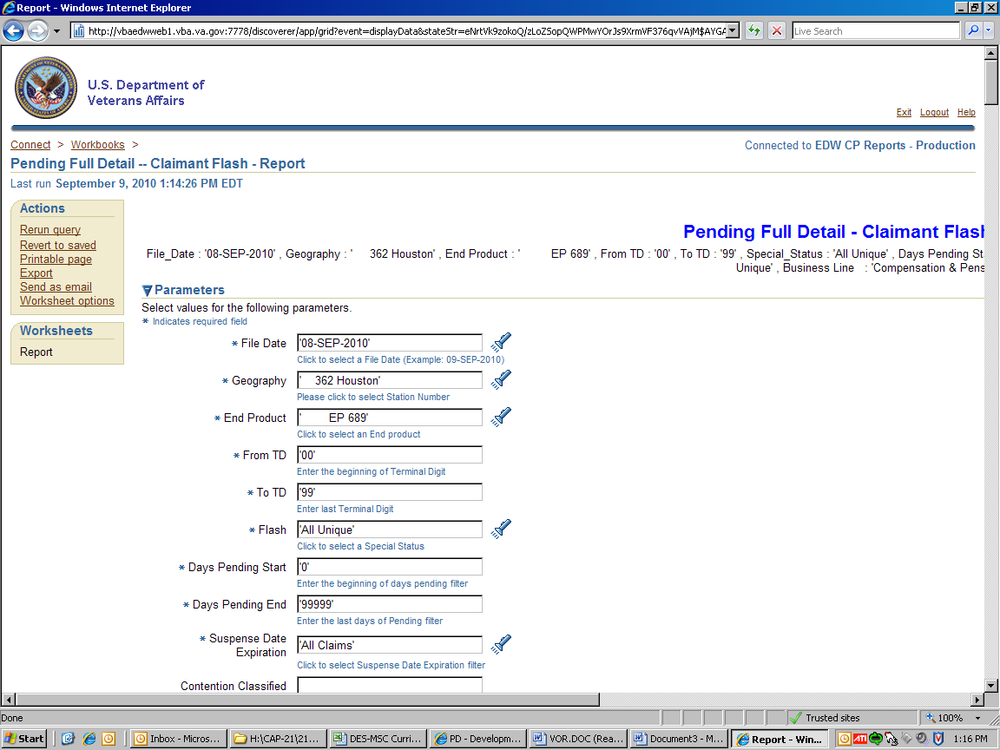 Report - Windows Internet Explorer
http://vbaedwweb1.vba.va.gov:7778/discoverer/app/grid?event=displayData&stateStr=
Live Search
U.S. Department of
Veterans Affairs
Exit Logout Help
Connect > Workbooks >
Connected to EDW CP Reports - Production
Pending Full Detail -- Claimant Flash - Report
Last run September 9, 2010 1:14:26 PM EDT
Actions
Rerun query
Revert to saved
Printable page
Export
Send as email
Worksheet options
Worksheets
Report
Pending Full Detail - Claimant Flash
File_Date : '08-SEP-2010' , Geography : ' 362 Houston' , End Product : ' EP 689' , From TD : '00' , To TD : '99' , Special_Status : 'All Unique' , Days Pending St
Unique' , Business Line : 'Compensation & Pens
Parameters
Select values for the following parameters.
* Indicates required field
* File Date '08-SEP-2010'
Click to select a File Date (Example: 09-SEP-2010)
* Geography ' 362 Houston'
Please click to select Station Number
* End Product ' EP 689'
Click to select an End product
* From TD '00'
Enter the beginning of Terminal Digit
* To TD '99'
Enter last Terminal Digit
* Flash 'All Unique'
Click to select a Special Status
* Days Pending Start '0'
Enter the beginning of days pending filter
* Days Pending End '99999'
Enter the last days of Pending filter
* Suspense Date
Expiration 'All Claims'
Click to select Suspense Date Expiration filter
Contention Classified
Done
Trusted sites
100%
Start
Inbox - Micros...
H:\CAP-21\21...
DES-MSC Curri...
PD - Developm...
VOR.DOC (Rea...
Document3 - M...
Report - Win...
ATI
1:16 PM